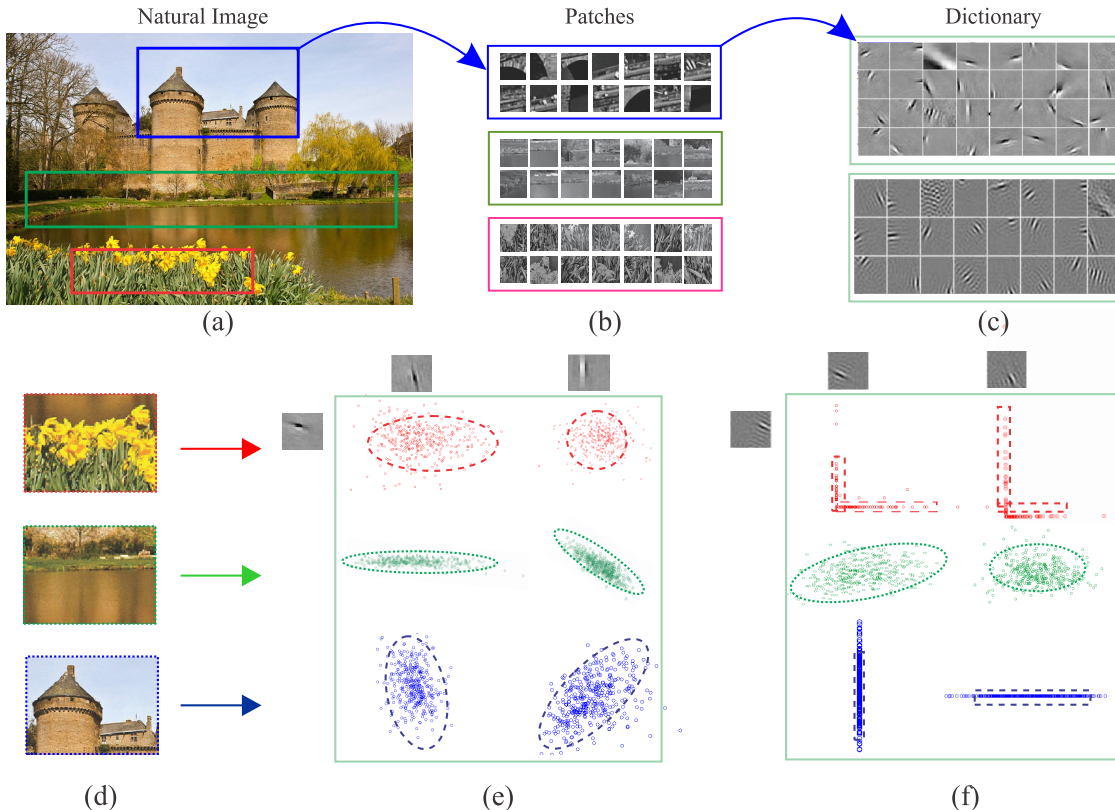 Natural Image
Patches
Dictionary
(a)
(b)
(c)
(d)
(e)
(f)